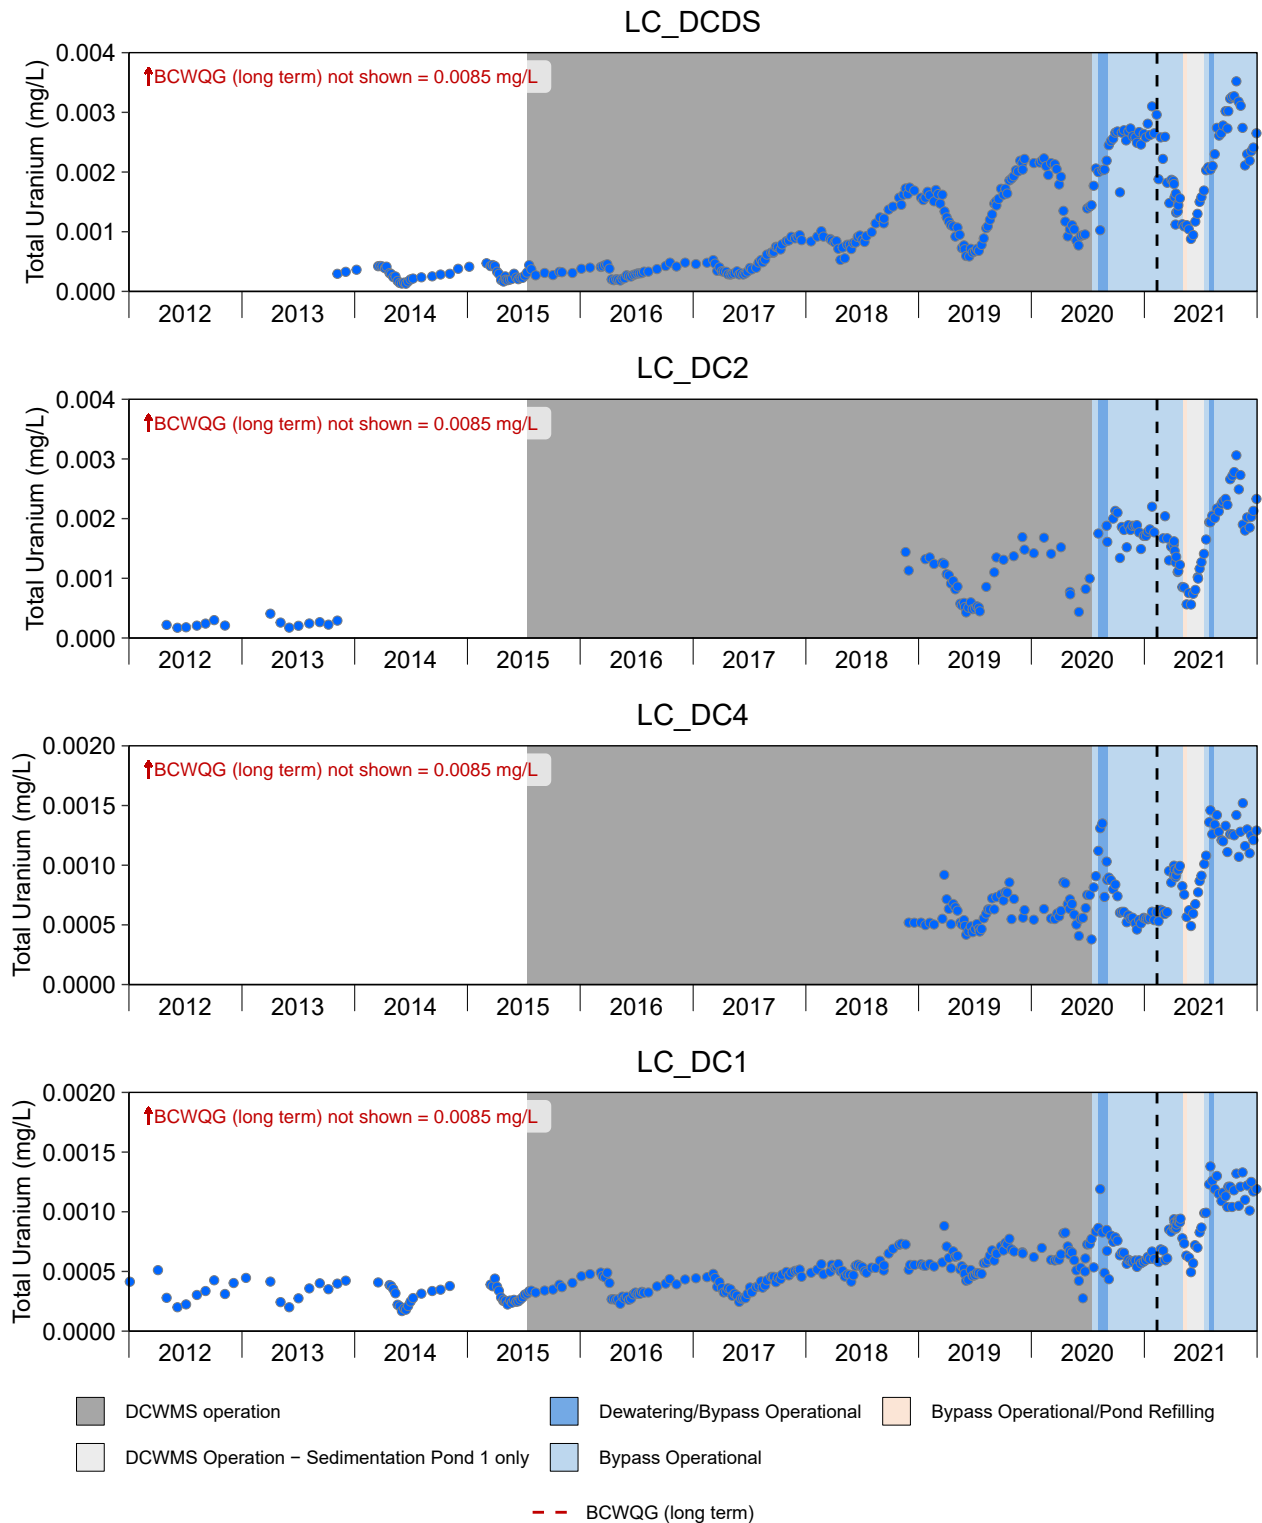 LC_DCDS
Total Uranium (mg/L)
0.004
0.003
0.002
0.001
0.000
BCWQG (long term) not shown = 0.0085 mg/L
2012 2013 2014 2015 2016 2017 2018 2019 2020 2021
LC_DC2
Total Uranium (mg/L)
0.004
0.003
0.002
0.001
0.000
BCWQG (long term) not shown = 0.0085 mg/L
2012 2013 2014 2015 2016 2017 2018 2019 2020 2021
LC_DC4
Total Uranium (mg/L)
0.0020
0.0015
0.0010
0.0005
0.0000
BCWQG (long term) not shown = 0.0085 mg/L
2012 2013 2014 2015 2016 2017 2018 2019 2020 2021
LC_DC1
Total Uranium (mg/L)
0.0020
0.0015
0.0010
0.0005
0.0000
BCWQG (long term) not shown = 0.0085 mg/L
2012 2013 2014 2015 2016 2017 2018 2019 2020 2021
DCWMS operation
Dewatering/Bypass Operational
Bypass Operational/Pond Refilling
DCWMS Operation − Sedimentation Pond 1 only
Bypass Operational
BCWQG (long term)